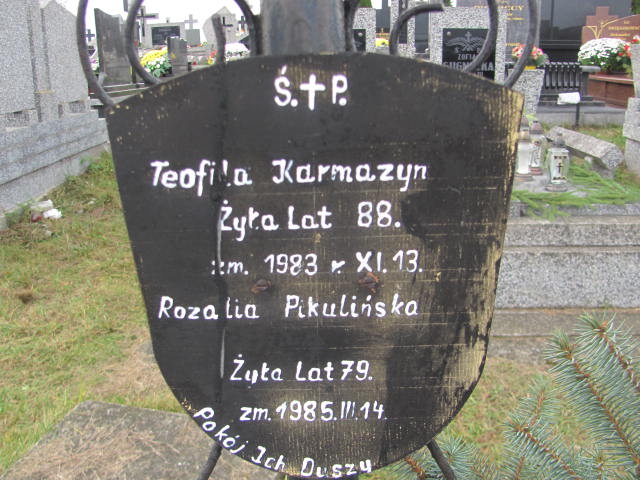 Ś.✝P.
Teofila Karmazyn
Żyła Lat 88.
zm. 1983 r. XI.13.
Rozalia Pikulińska
Żyła Lat 79.
zm. 1985.III.14.
Pokój Ich Duszy